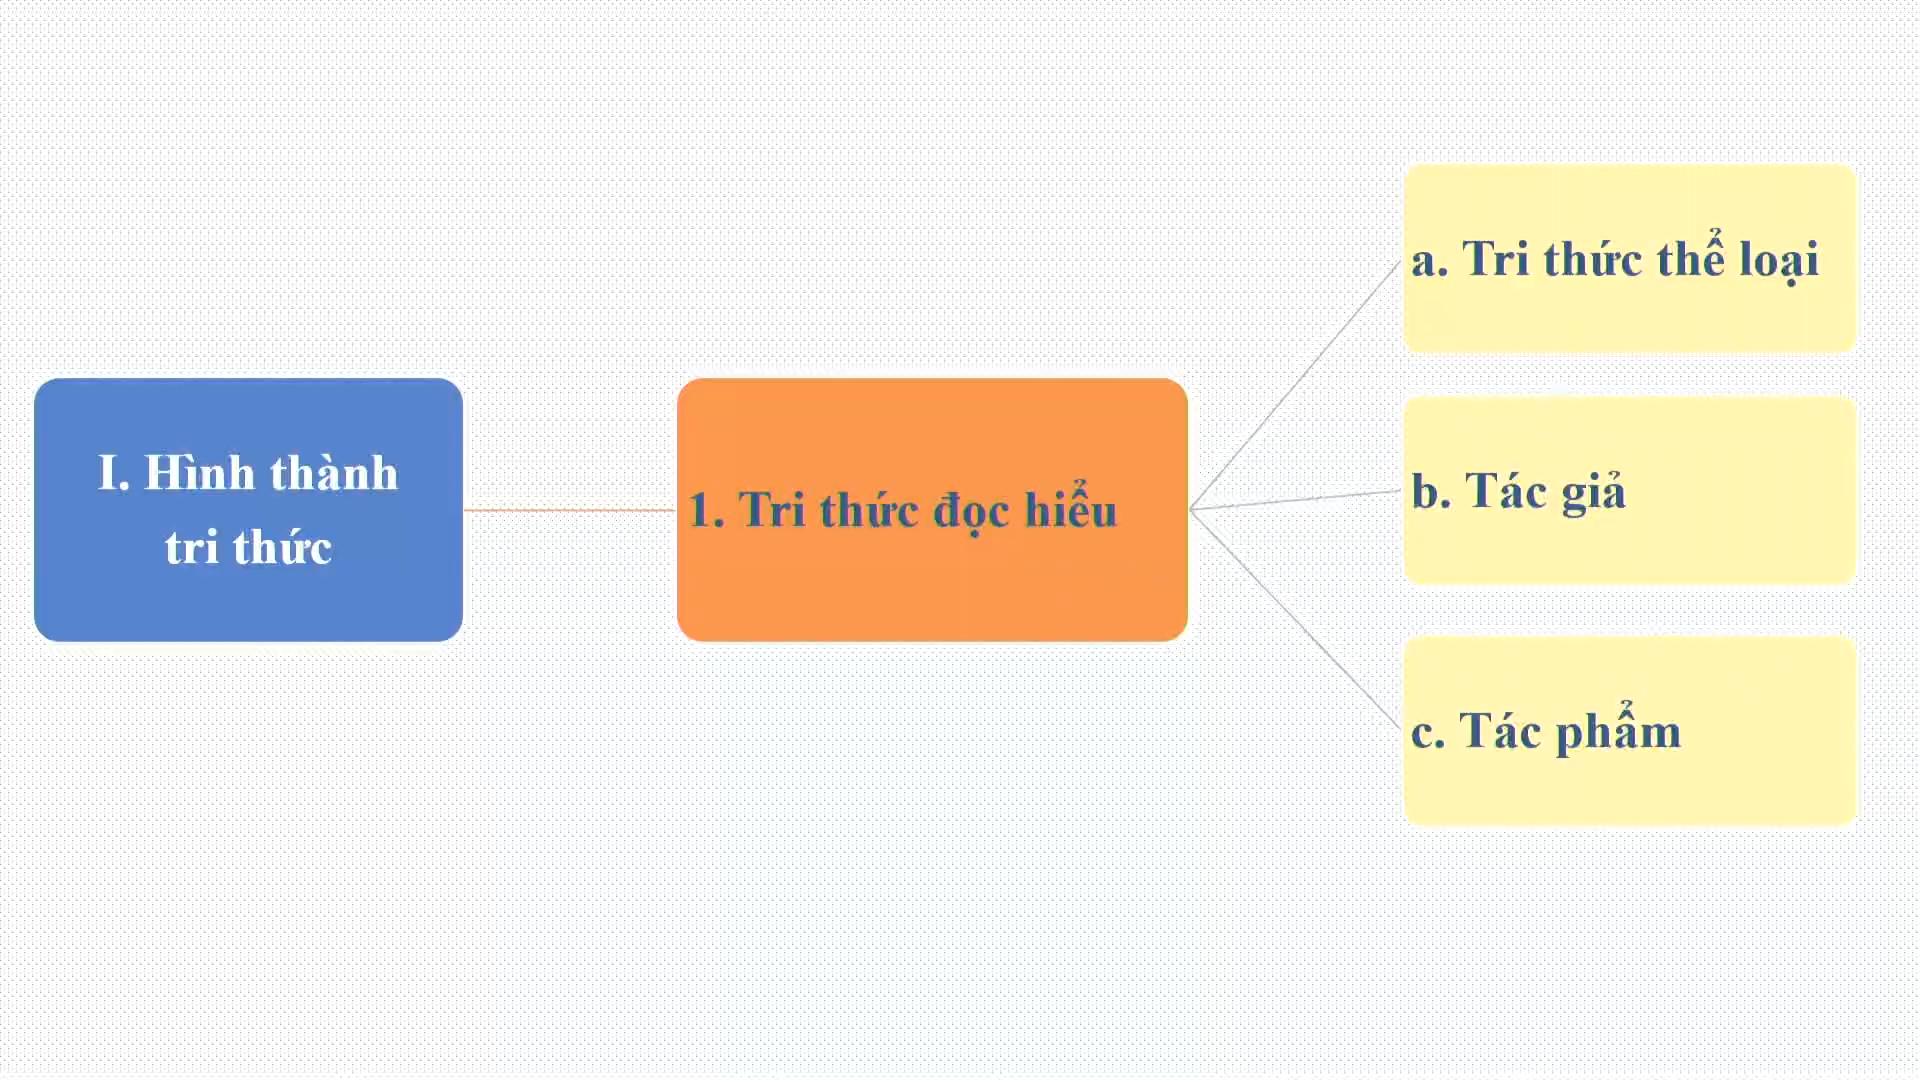 I. Hình thành
tri thức
1. Tri thức đọc hiểu
a. Tri thức thể loại
b. Tác giả
c. Tác phẩm